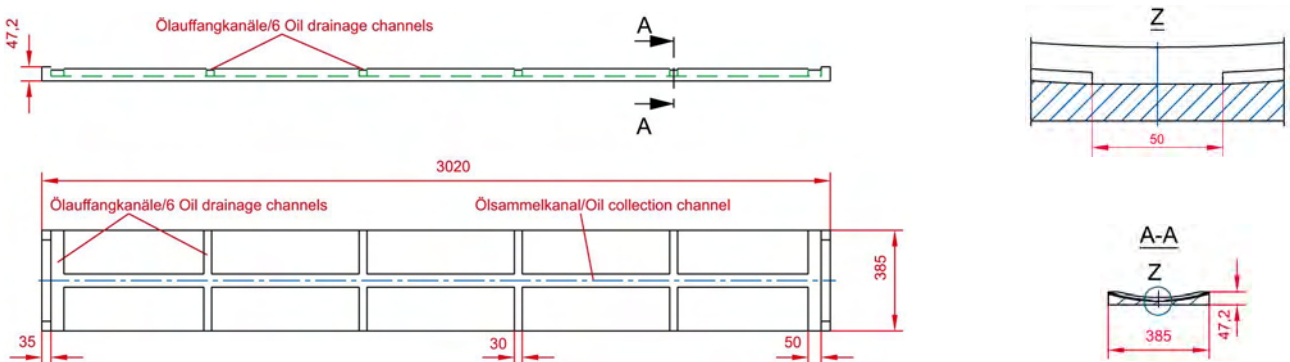 Ölauffangkanäle/6 Oil drainage channels
47,2
A
A
Z
50
3020
Ölauffangkanäle/6 Oil drainage channels
Ölsammelkanal/Oil collection channel
385
35
30
50
A-A
Z
385
47,2